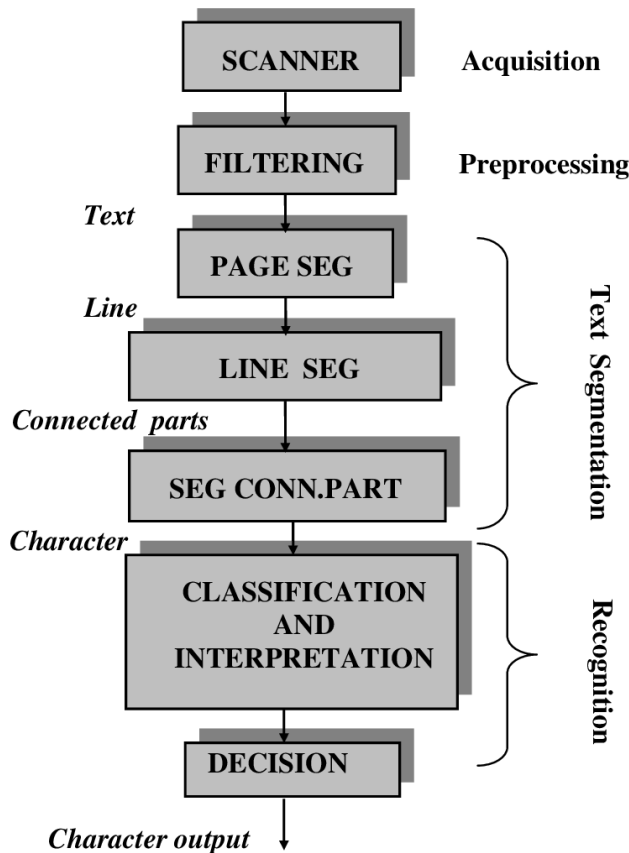 SCANNER
Acquisition
FILTERING
Preprocessing
Text
PAGE SEG
Line
LINE SEG
Connected parts
SEG CONN.PART
Text Segmentation
Character
CLASSIFICATION
AND
INTERPRETATION
Recognition
DECISION
Character output